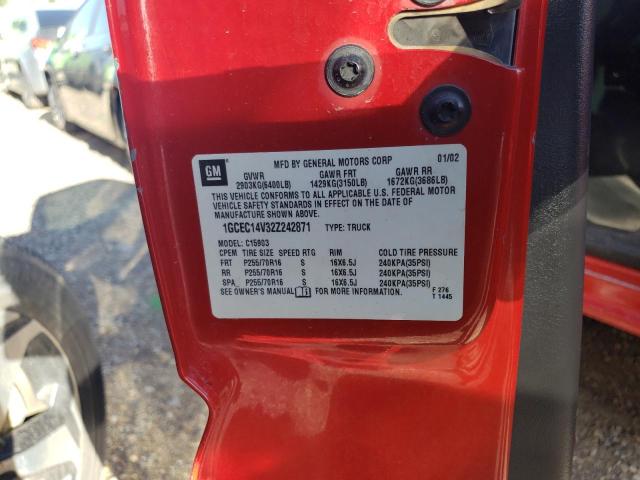 GM
MFD BY GENERAL MOTORS CORP 01/02
GVWR GAWR FRT GAWR RR
2903KG(6400LB) 1429KG(3150LB) 1672KG(3686LB)
THIS VEHICLE CONFORMS TO ALL APPLICABLE U.S. FEDERAL MOTOR
VEHICLE SAFETY STANDARDS IN EFFECT ON THE DATE OF
MANUFACTURE SHOWN ABOVE.
1GCEC14V32Z242871 TYPE: TRUCK
MODEL: C15903
CPEM TIRE SIZE SPEED RTG RIM COLD TIRE PRESSURE
FRT P255/70R16 S 16X6.5J 240KPA(35PSI)
RR P255/70R16 S 16X6.5J 240KPA(35PSI)
SPA P255/70R16 S 16X6.5J 240KPA(35PSI)
SEE OWNER'S MANUAL FOR MORE INFORMATION. F 276
T 1445